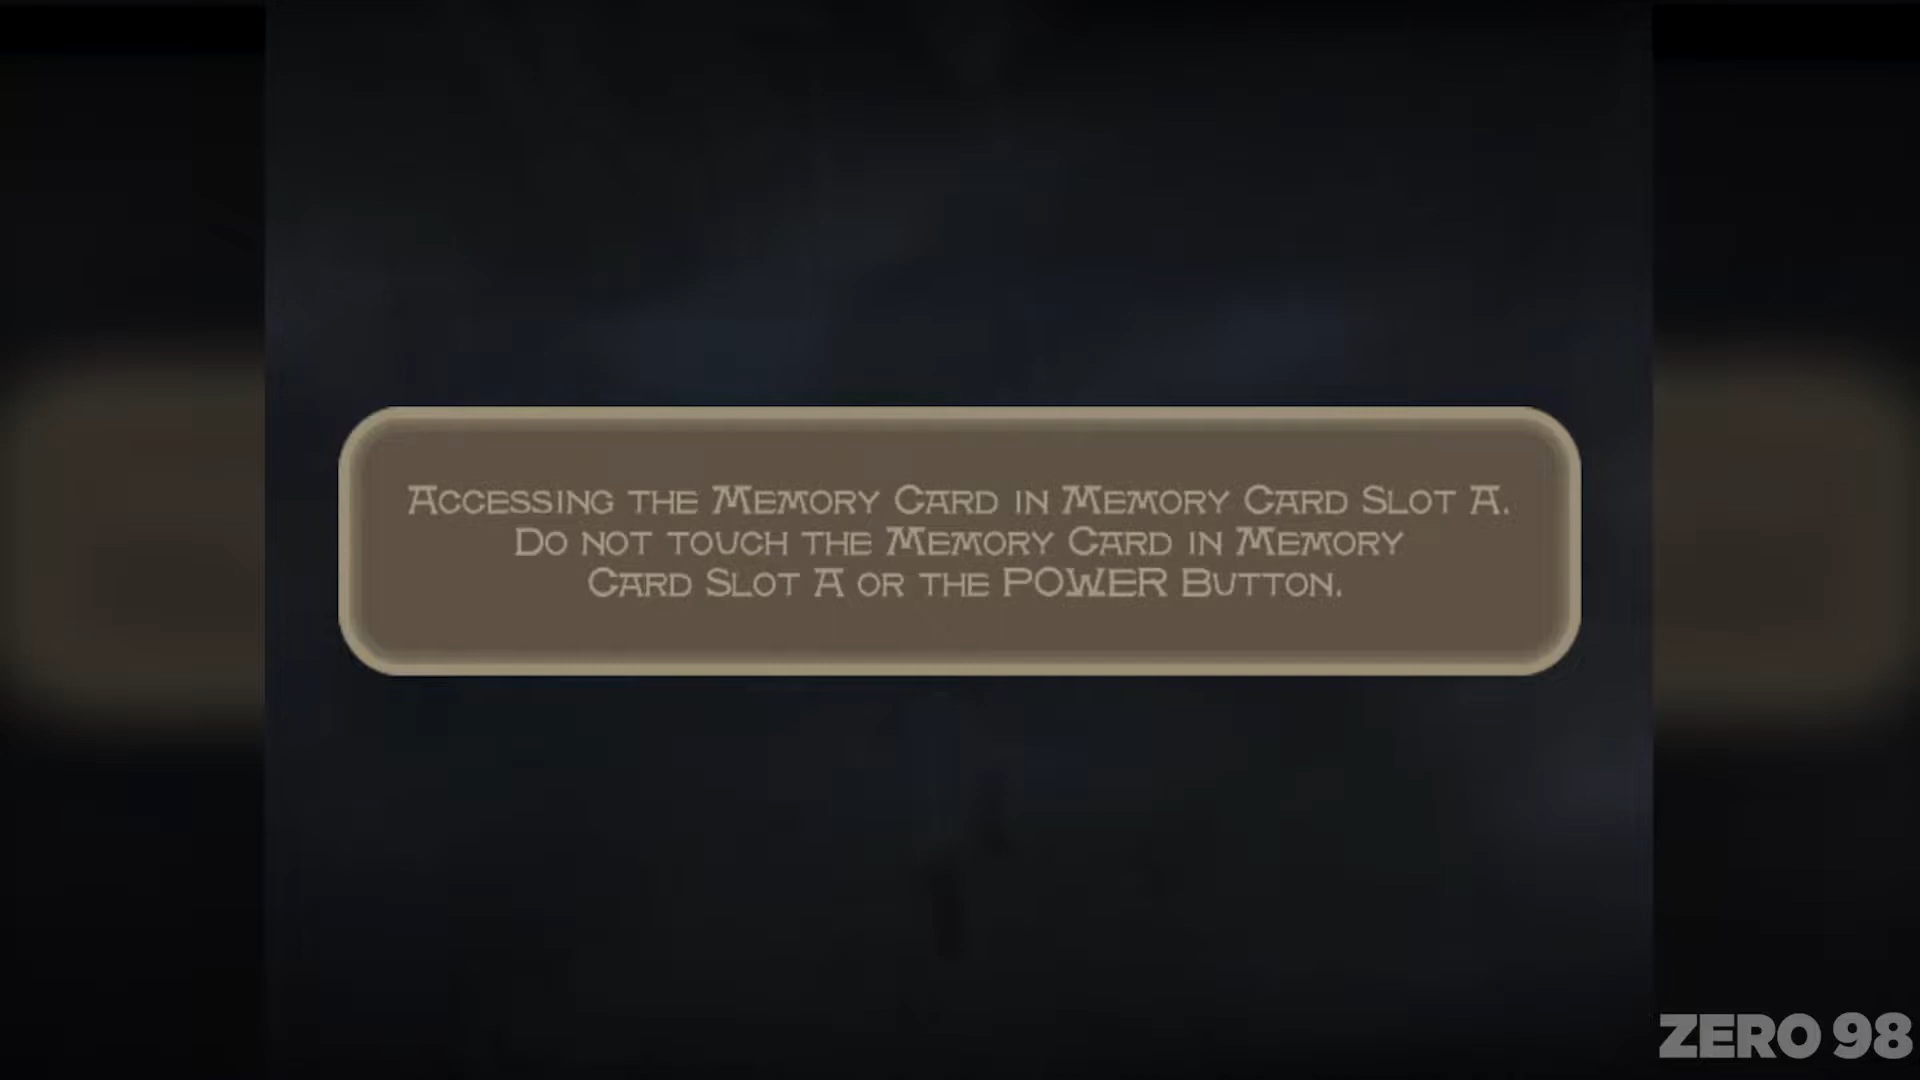 Accessing the Memory Card in Memory Card Slot A.
Do not touch the Memory Card in Memory
Card Slot A or the POWER Button.
ZERO 98